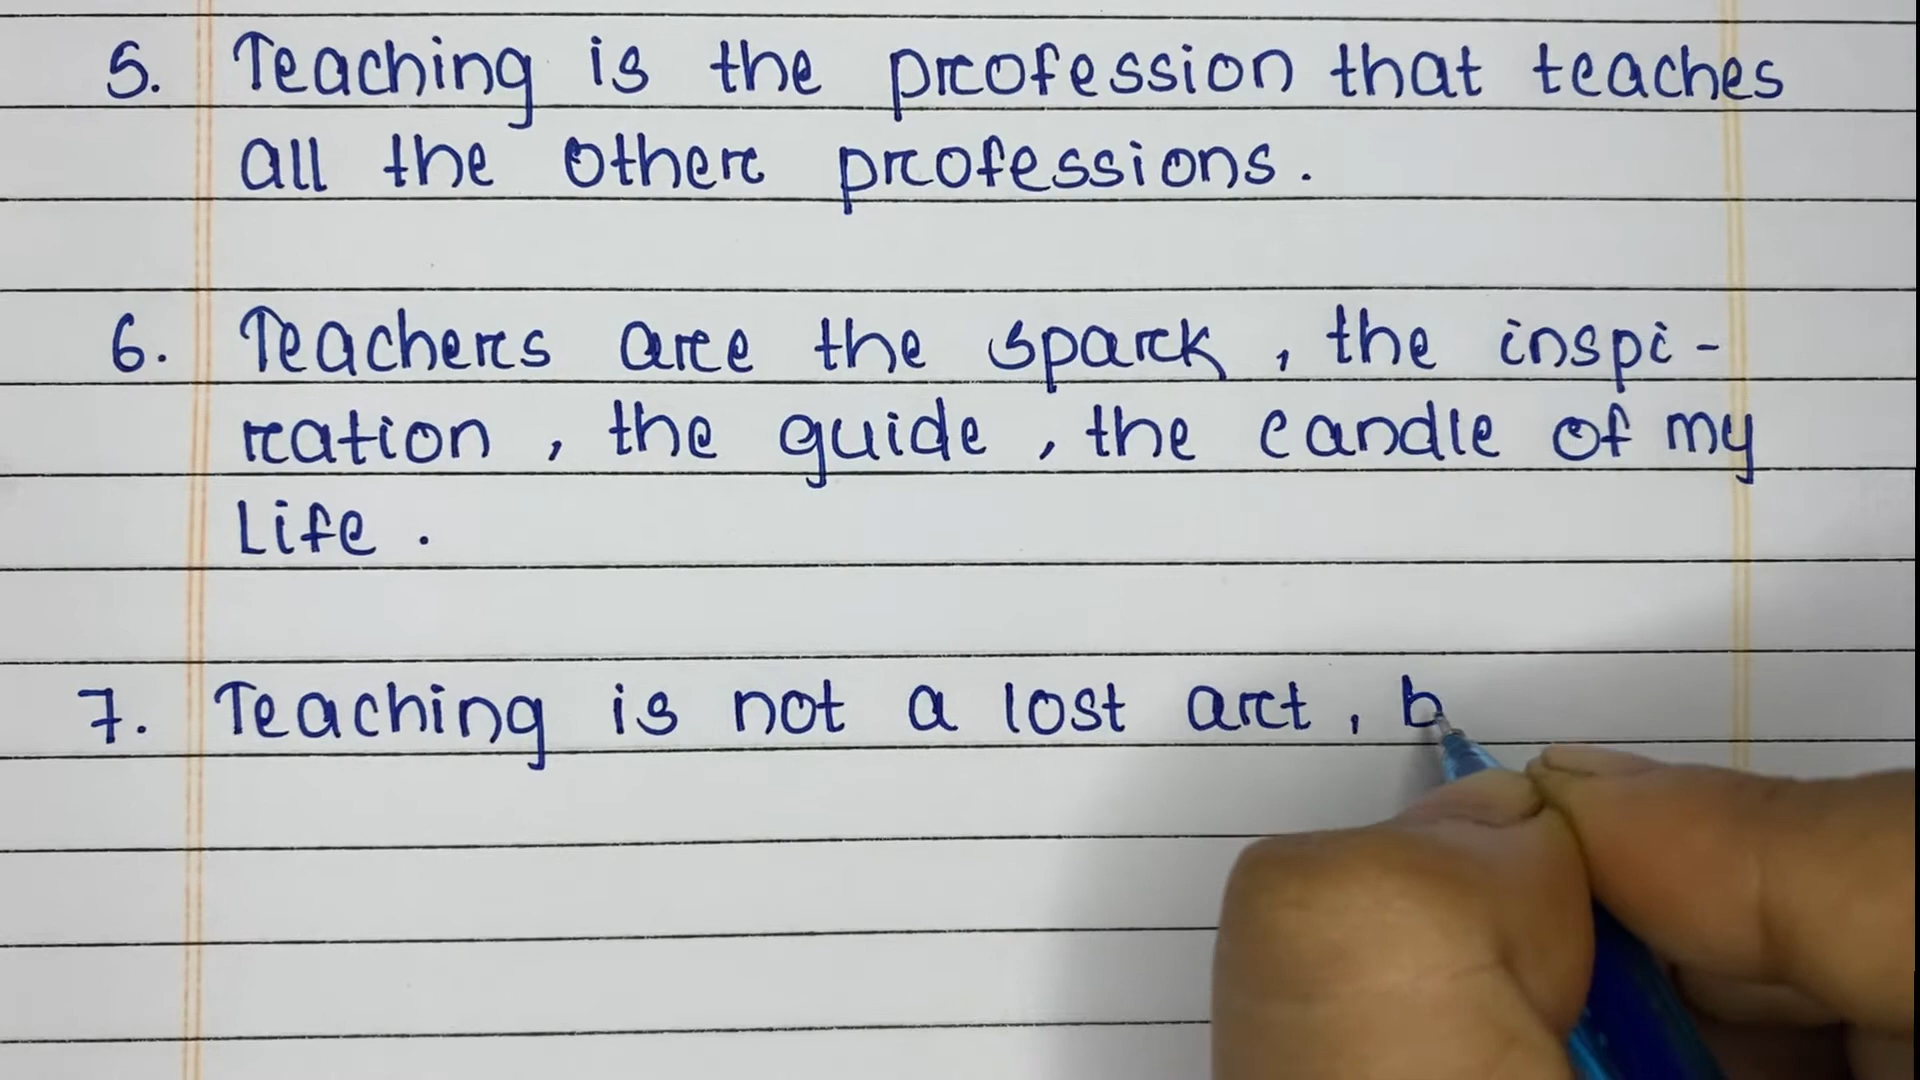 5. Teaching is the profession that teaches
all the other professions.
6. Teachers are the spark, the inspi-
ration, the guide, the candle of my
Life.
7. Teaching is not a lost art, b